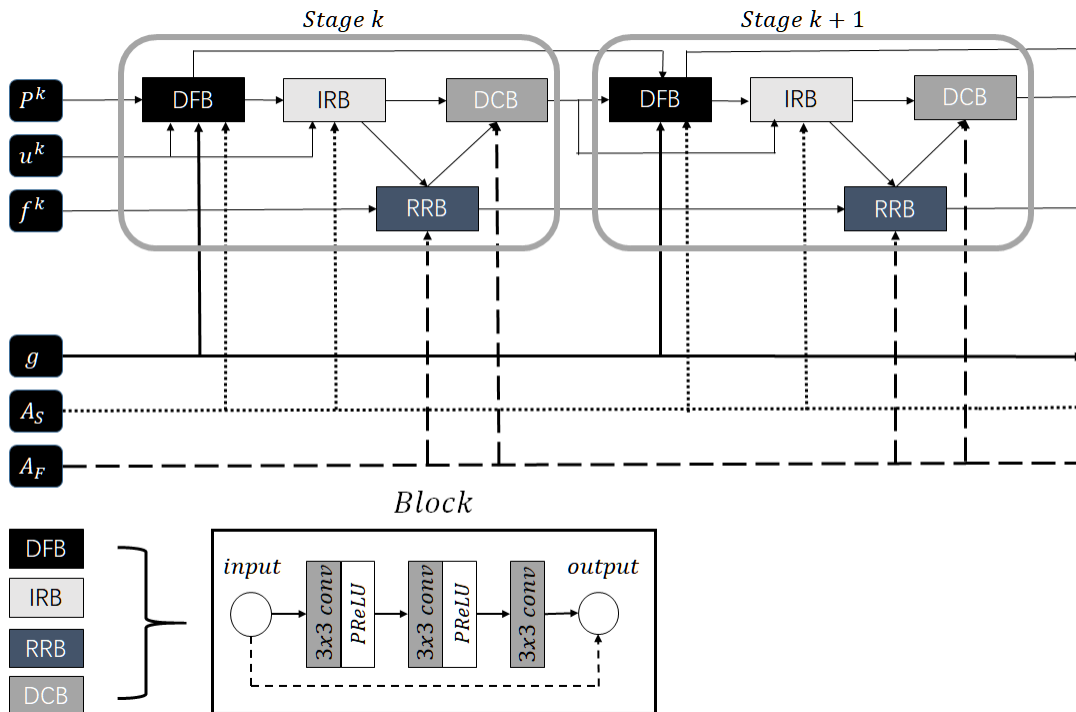 Stage k
Stage k + 1
P^k
DFB
IRB
DCB
DFB
IRB
DCB
u^k
f^k
RRB
RRB
g
A_S
A_F
Block
DFB
IRB
RRB
DCB
input
output
3x3 conv
PReLU
3x3 conv
PReLU
3x3 conv